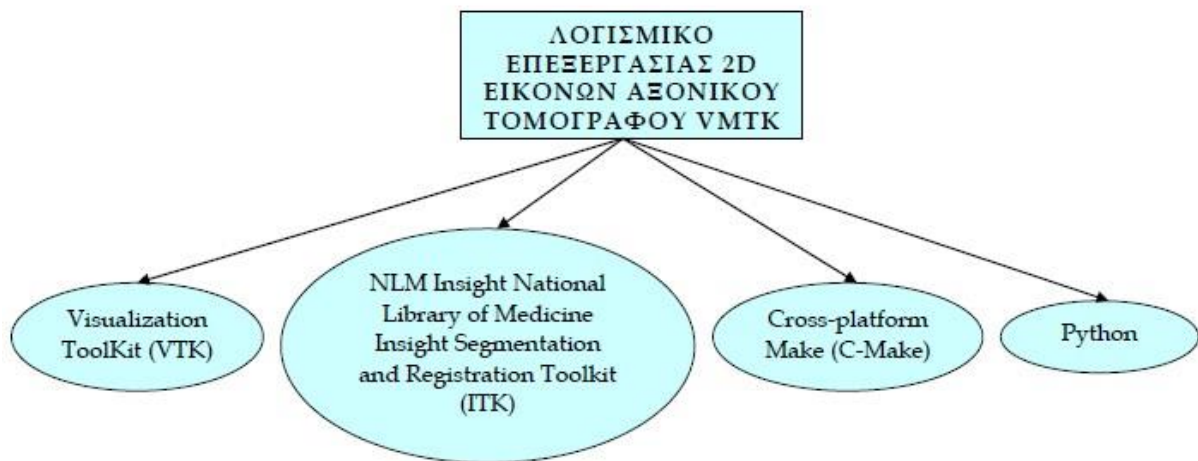 ΛΟΓΙΣΜΙΚΟ
ΕΠΕΞΕΡΓΑΣΙΑΣ 2D
ΕΙΚΟΝΩΝ ΑΞΟΝΙΚΟΥ
ΤΟΜΟΓΡΑΦΟΥ VMTK
Visualization
ToolKit (VTK)
NLM Insight National
Library of Medicine
Insight Segmentation
and Registration Toolkit
(ITK)
Cross-platform
Make (C-Make)
Python